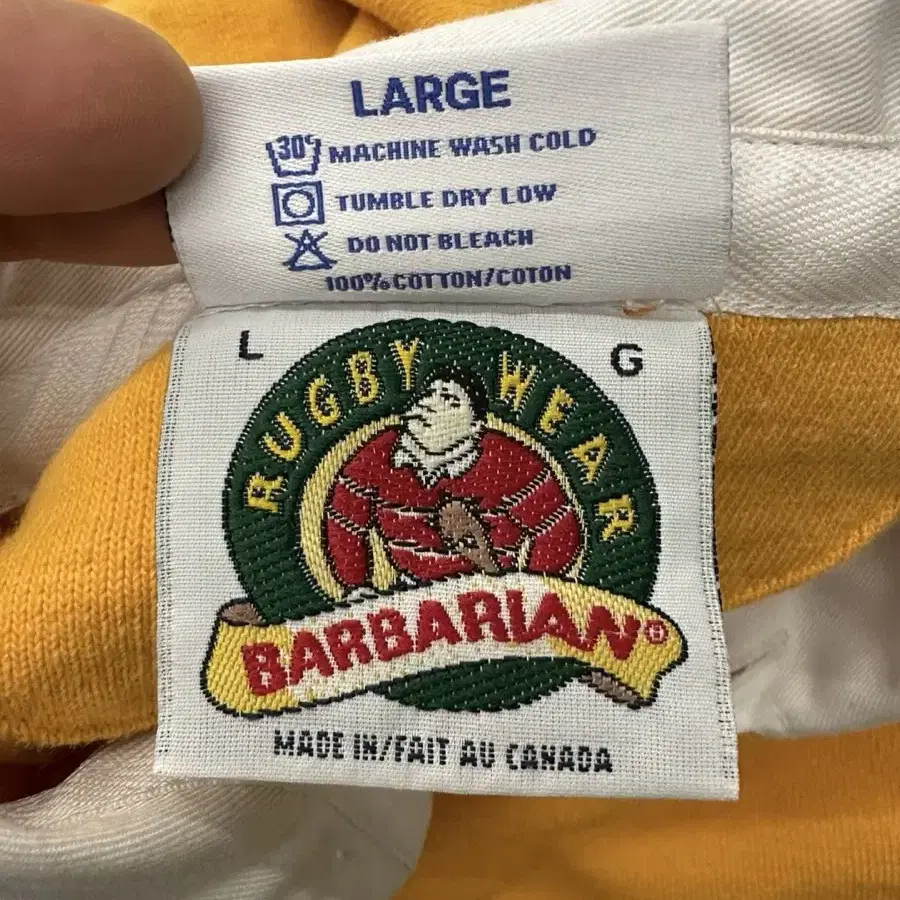 LARGE
30° MACHINE WASH COLD
TUMBLE DRY LOW
DO NOT BLEACH
100% COTTON/COTON
L G
RUGBY WEAR
BARBARIAN®
MADE IN/FAIT AU CANADA